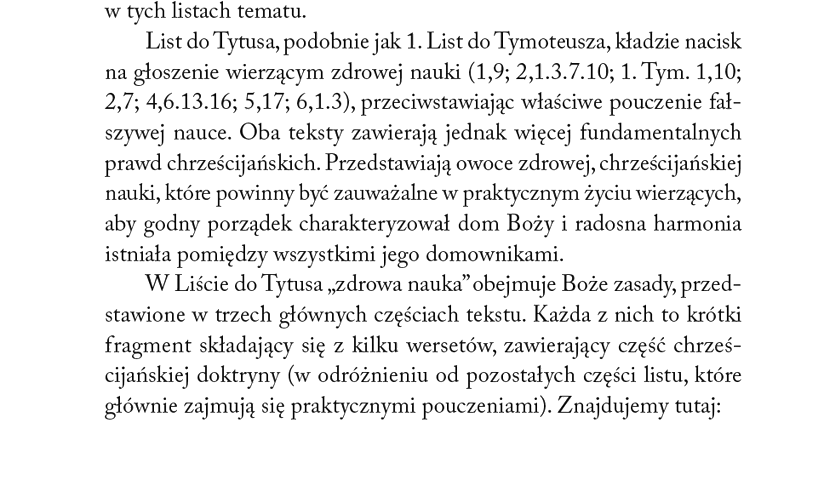 w tych listach tematu.
List do Tytusa, podobnie jak 1. List do Tymoteusza, kładzie nacisk
na głoszenie wierzącym zdrowej nauki (1,9; 2,1.3.7.10; 1. Tym. 1,10;
2,7; 4,6.13.16; 5,17; 6,1.3), przeciwstawiając właściwe pouczenie fał-
szywej nauce. Oba teksty zawierają jednak więcej fundamentalnych
prawd chrześcijańskich. Przedstawiają owoce zdrowej, chrześcijańskiej
nauki, które powinny być zauważalne w praktycznym życiu wierzących,
aby godny porządek charakteryzował dom Boży i radosna harmonia
istniała pomiędzy wszystkimi jego domownikami.
W Liście do Tytusa „zdrowa nauka” obejmuje Boże zasady, przed-
stawione w trzech głównych częściach tekstu. Każda z nich to krótki
fragment składający się z kilku wersetów, zawierający część chrześ-
cijańskiej doktryny (w odróżnieniu od pozostałych części listu, które
głównie zajmują się praktycznymi pouczeniami). Znajdujemy tutaj: